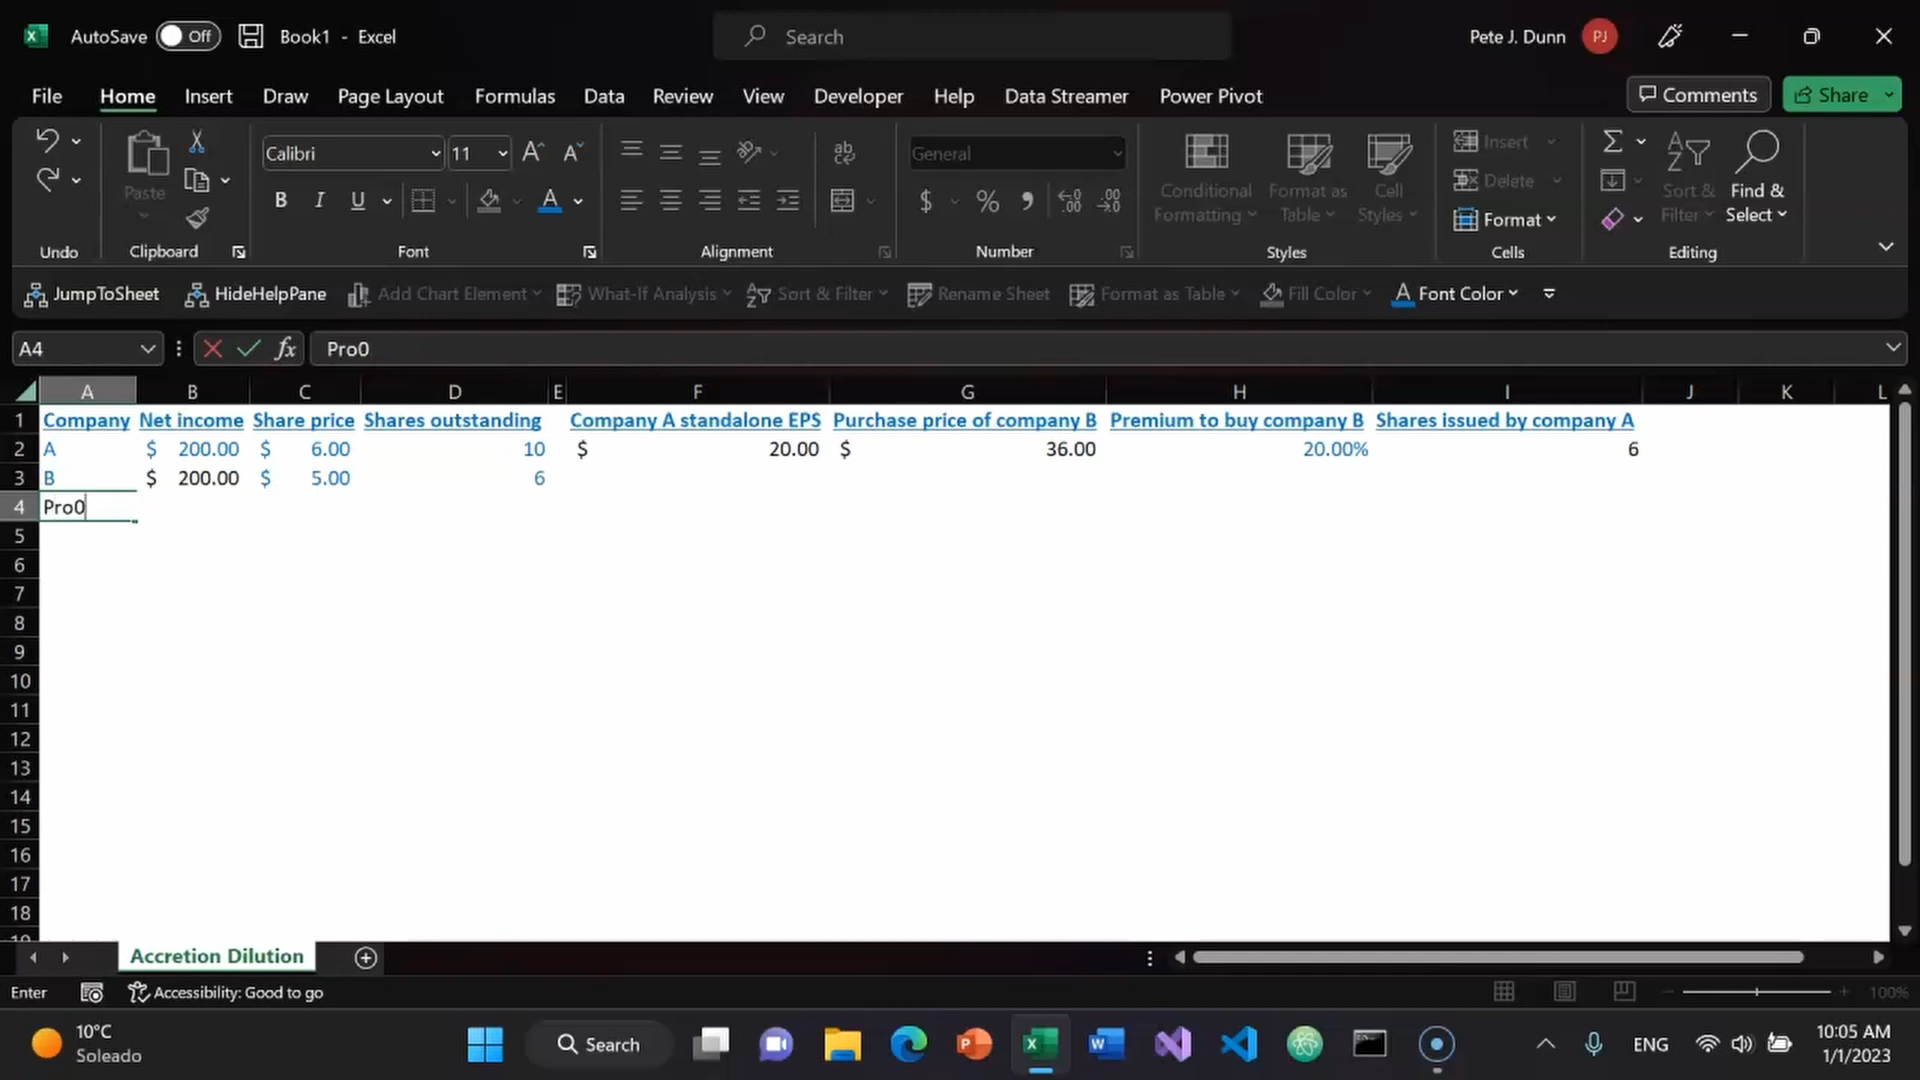 AutoSave Off Book1 - Excel Search Pete J. Dunn PJ
File Home Insert Draw Page Layout Formulas Data Review View Developer Help Data Streamer Power Pivot Comments Share
Paste
Calibri 11
B I U A
ab
General
$ % 9
Conditional Formatting
Format as Table
Cell Styles
Insert
Delete
Format
Sort & Filter
Find & Select
Undo Clipboard Font Alignment Number Styles Cells Editing
JumpToSheet HideHelpPane Add Chart Element What-If Analysis Sort & Filter Rename Sheet Format as Table Fill Color Font Color
A4 fx Pro0
A B C D E F G H I J K L
1 Company Net income Share price Shares outstanding Company A standalone EPS Purchase price of company B Premium to buy company B Shares issued by company A
2 A $ 200.00 $ 6.00 10 $ 20.00 $ 36.00 20.00% 6
3 B $ 200.00 $ 5.00 6
4 Pro0
5
6
7
8
9
10
11
12
13
14
15
16
17
18
Accretion Dilution
Enter Accessibility: Good to go 100%
10°C
Soleado
Search
ENG
10:05 AM
1/1/2023